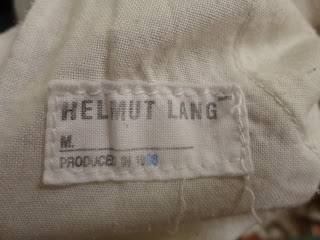 HELMUT LANG
M.
PRODUCED IN 1998